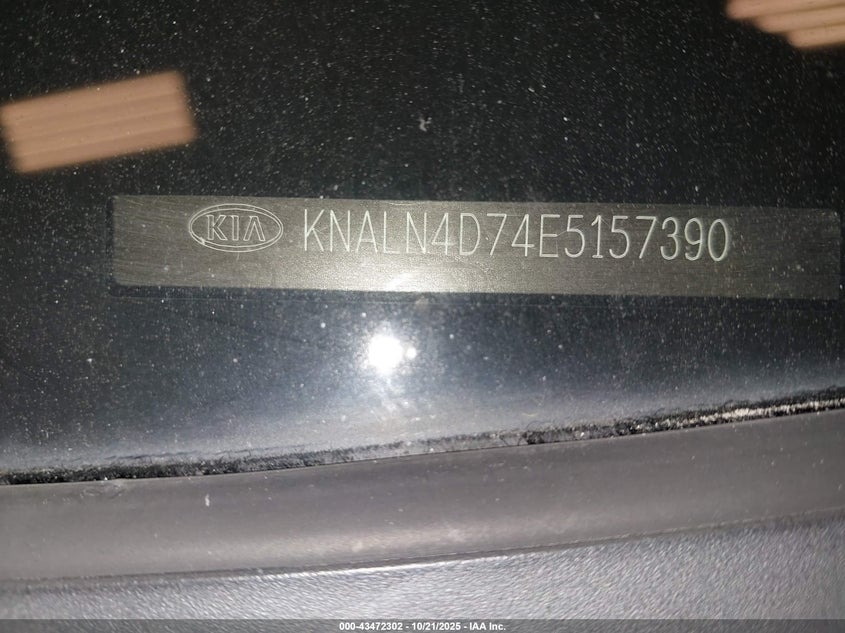 KIA KNALN4D74E5157390
000-43472302 - 10/21/2025 - IAA Inc.